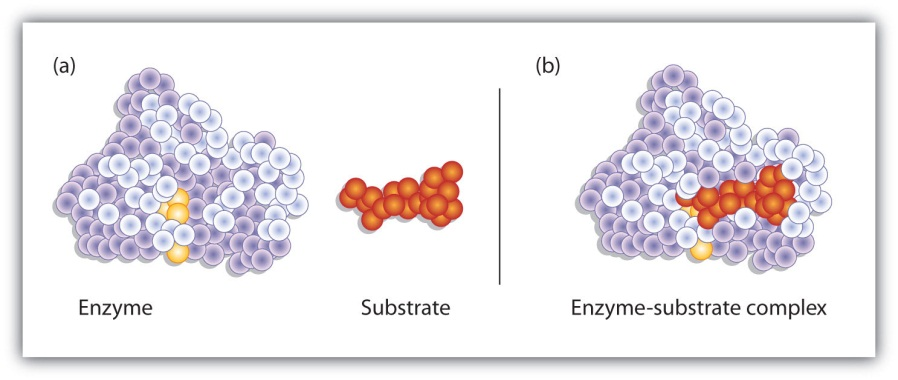 (a)
(b)
Enzyme
Substrate
Enzyme-substrate complex